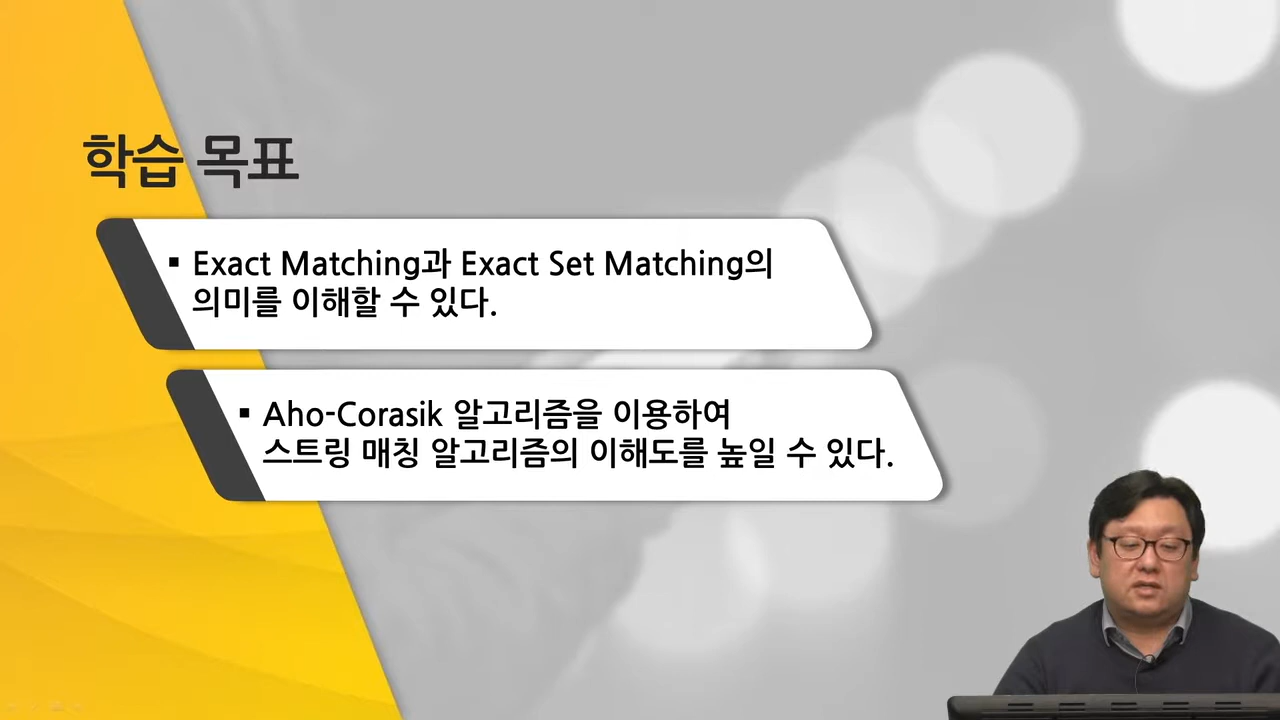 학습 목표
▪ Exact Matching과 Exact Set Matching의
의미를 이해할 수 있다.
▪ Aho-Corasik 알고리즘을 이용하여
스트링 매칭 알고리즘의 이해도를 높일 수 있다.